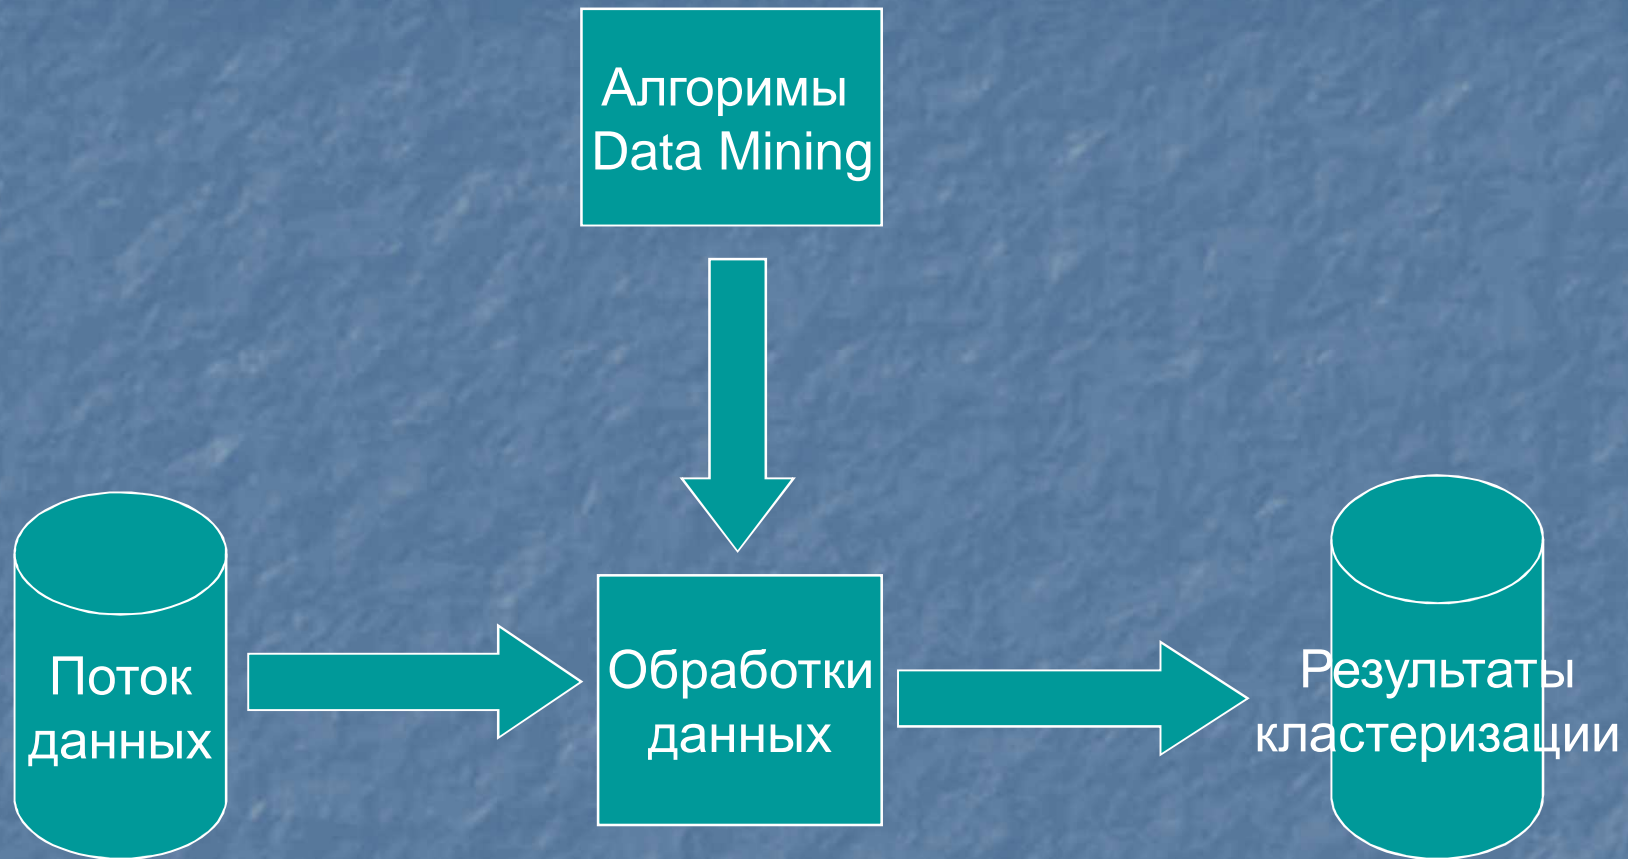 Алгоримы
Data Mining
Поток
данных
Обработки
данных
Результаты
кластеризации